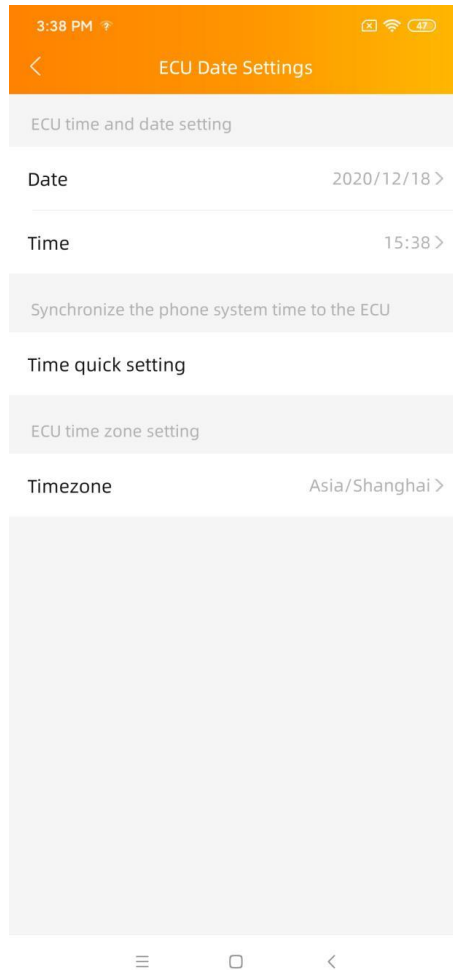 3:38 PM
47
ECU Date Settings
ECU time and date setting
Date 2020/12/18
Time 15:38
Synchronize the phone system time to the ECU
Time quick setting
ECU time zone setting
Timezone Asia/Shanghai